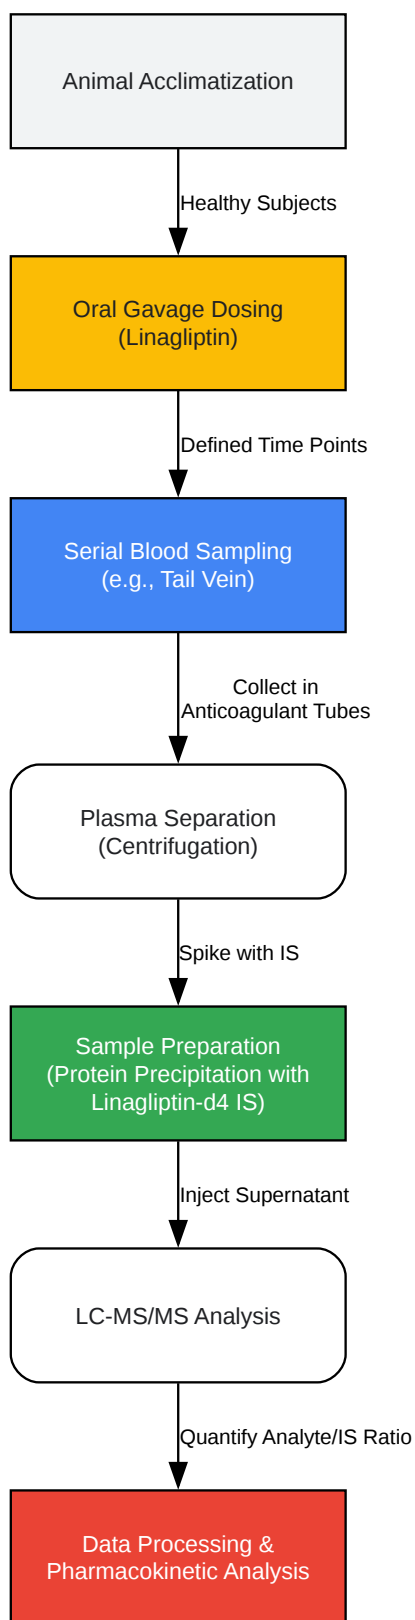 Animal Acclimatization
Healthy Subjects
Oral Gavage Dosing
(Linagliptin)
Defined Time Points
Serial Blood Sampling
(e.g., Tail Vein)
Collect in
Anticoagulant Tubes
Plasma Separation
(Centrifugation)
Spike with IS
Sample Preparation
(Protein Precipitation with
Linagliptin-d4 IS)
Inject Supernatant
LC-MS/MS Analysis
Quantify Analyte/IS Ratio
Data Processing &
Pharmacokinetic Analysis